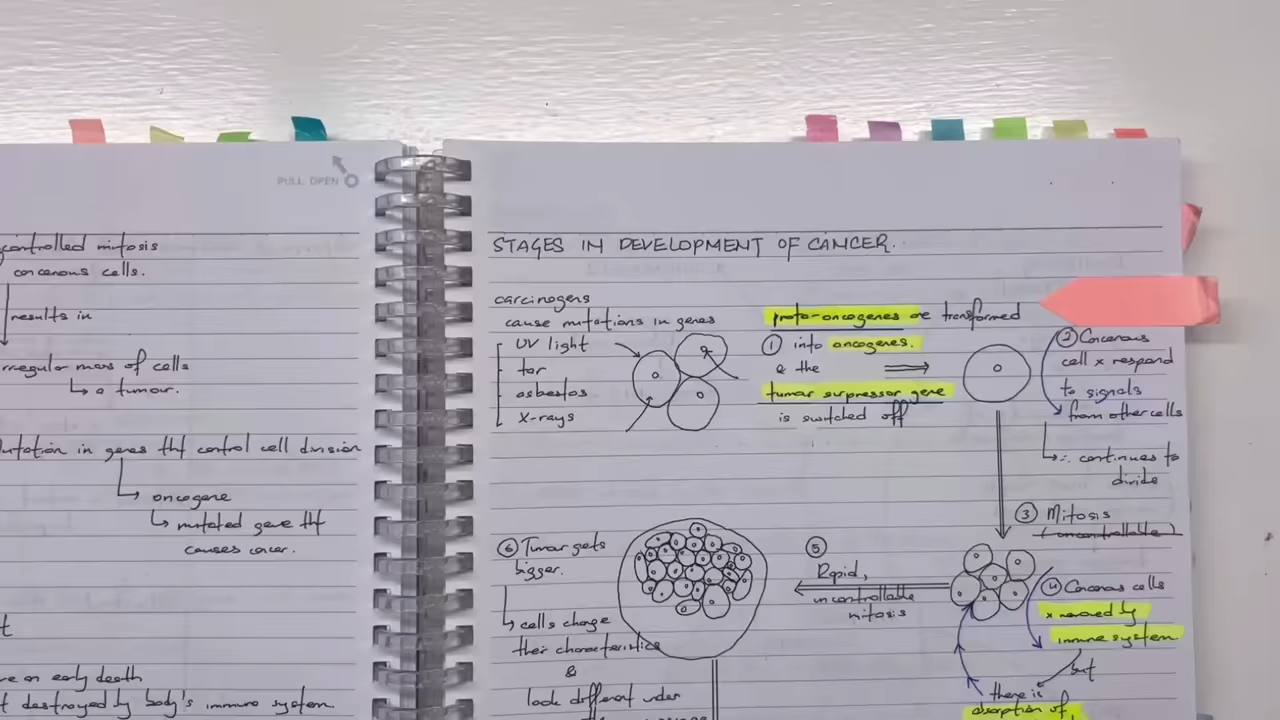 PULL OPEN
controlled mitosis
cancerous cells.
results in
irregular mass of cells
a tumour.
mutation in genes tht control cell division
oncogene
mutated gene tht
causes cancer.
t
an early death
destroyed by body's immune system
STAGES IN DEVELOPMENT OF CANCER.
carcinogens
cause mutations in genes
UV light
tar
asbestos
X-rays
proto-oncogenes are transformed
① into oncogenes.
& the
tumar surpressor gene
is switched off
② Cancerous
cell x respond
to signals
from other cells
∴ continues to
divide
③ Mitosis
(uncontrollable)
④ Cancerous cells
x removed by
immune system
but
there is
absorption of
⑤
Rapid,
uncontrollable
mitosis
⑥ Tumar gets
bigger.
cells change
their characteristics
&
look different under